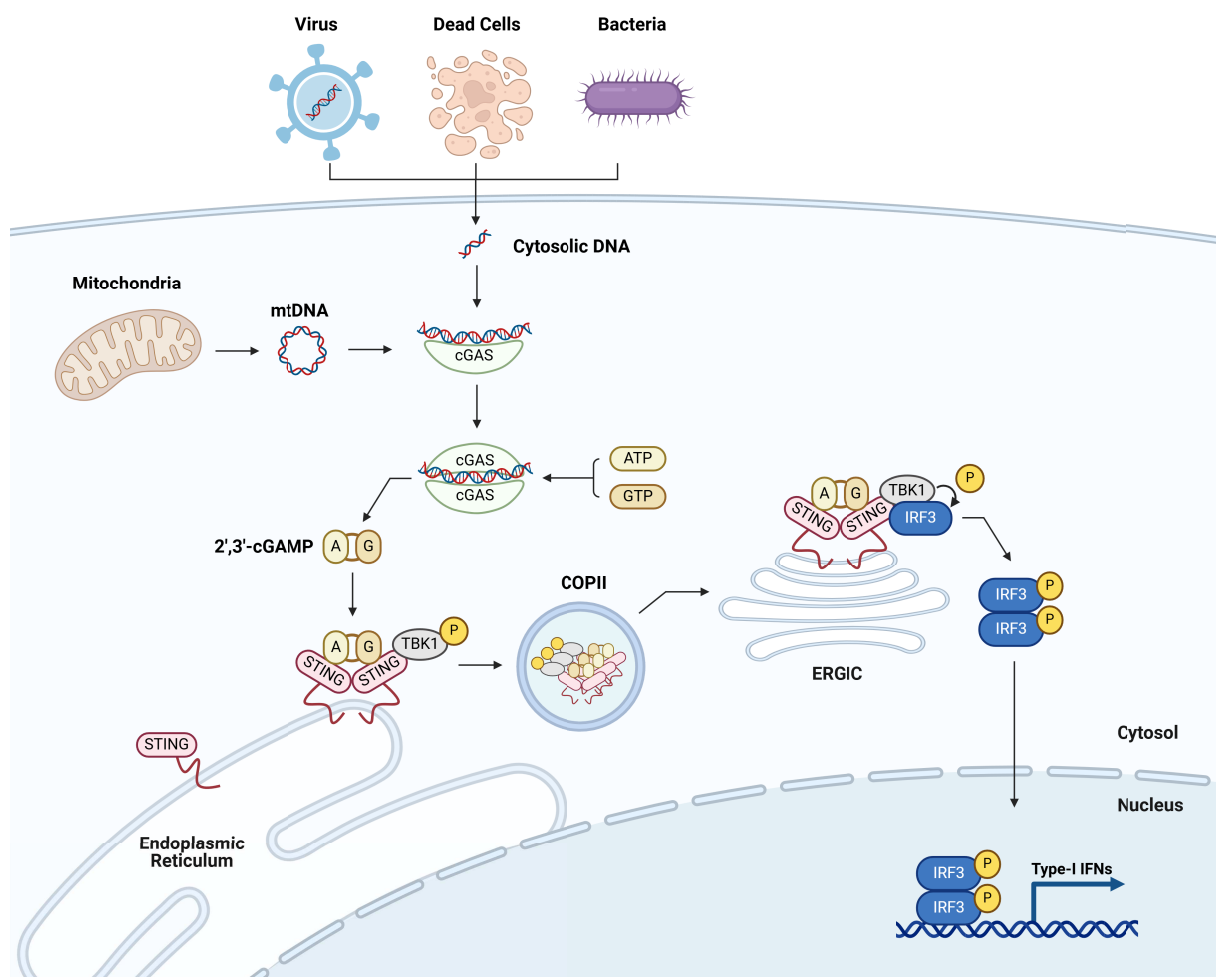 Virus
Dead Cells
Bacteria
Cytosolic DNA
Mitochondria
mtDNA
cGAS
cGAS
cGAS
ATP
GTP
2',3'-cGAMP
A G
A G
STING STING
TBK1
P
COPII
A G
STING STING
TBK1
P
IRF3
ERGIC
IRF3
P
IRF3
P
STING
Endoplasmic
Reticulum
Cytosol
Nucleus
IRF3
P
IRF3
P
Type-I IFNs